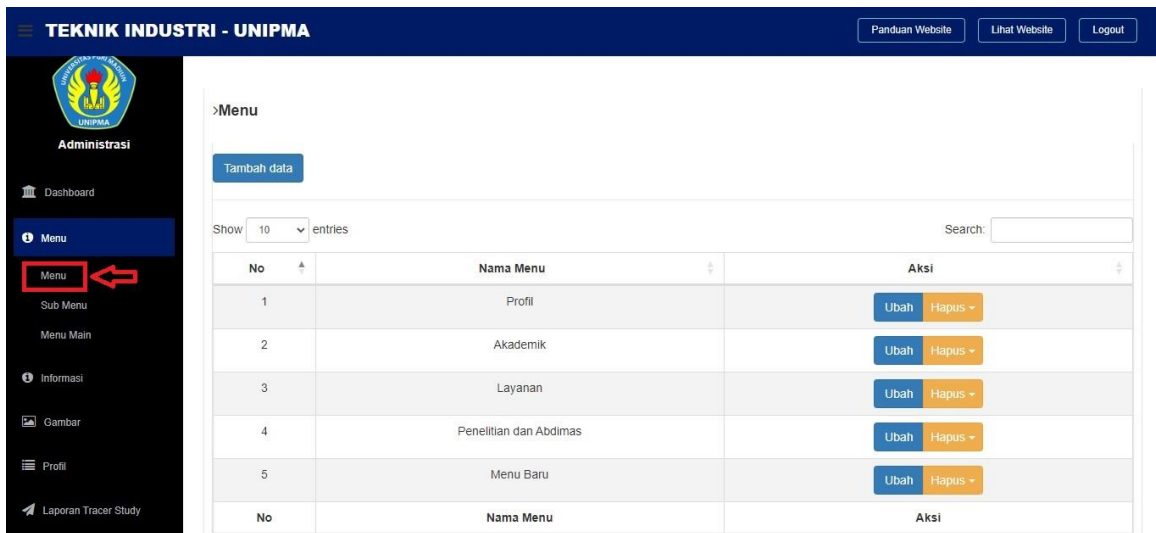 TEKNIK INDUSTRI - UNIPMA
Panduan Website
Lihat Website
Logout
UNIVERSITAS PGRI MADIUN
UNIPMA
Administrasi
Dashboard
Menu
Menu
Sub Menu
Menu Main
Informasi
Gambar
Profil
Laporan Tracer Study
>Menu
Tambah data
Show 10 entries
Search:
No Nama Menu Aksi
1 Profil Ubah Hapus
2 Akademik Ubah Hapus
3 Layanan Ubah Hapus
4 Penelitian dan Abdimas Ubah Hapus
5 Menu Baru Ubah Hapus
No Nama Menu Aksi